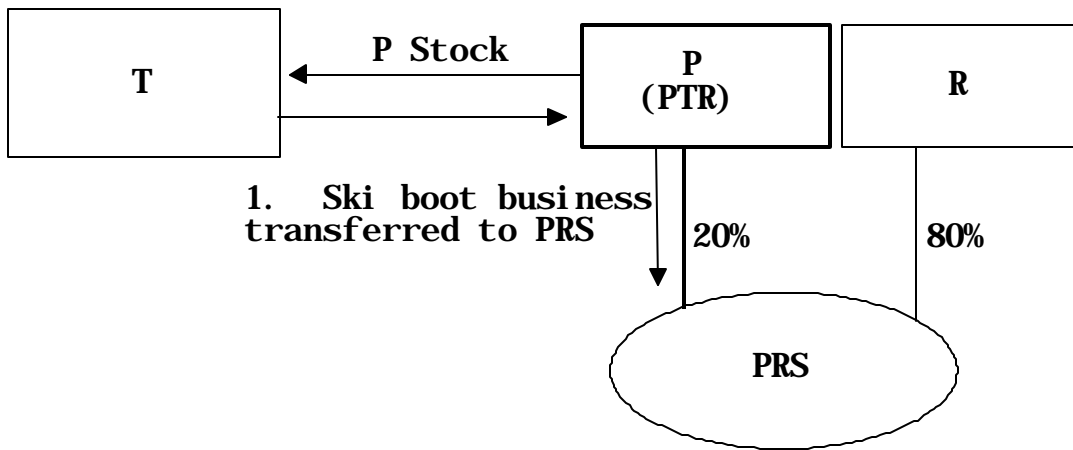 P Stock
T
P
(PTR)
R
1. Ski boot business
transferred to PRS
20%
80%
PRS